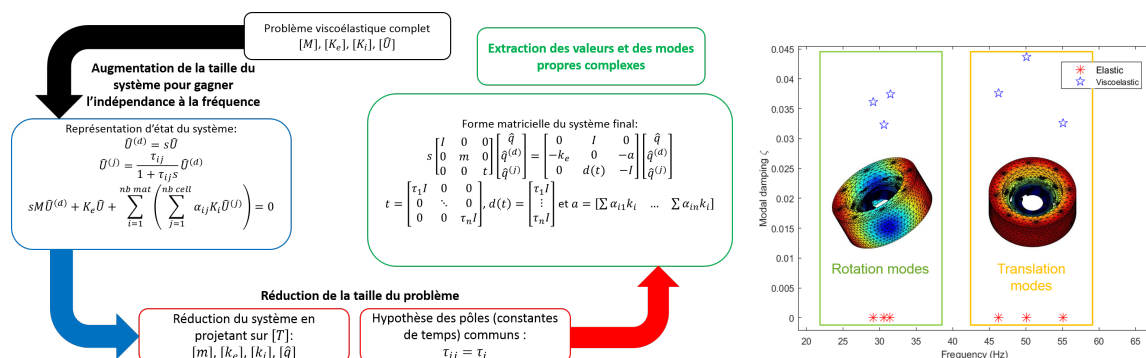 Problème viscoélastique complet
[M], [K_e], [K_i], [Û]
Augmentation de la taille du
système pour gagner
l'indépendance à la fréquence
Représentation d'état du système:
Û^(d) = sÛ
Û^(j) = τ_ij / (1 + τ_ij s) Û^(d)
sMÛ^(d) + K_e Û + ∑_{i=1}^{nb mat} ( ∑_{j=1}^{nb cell} α_ij K_i Û^(j) ) = 0
Réduction de la taille du problème
Réduction du système en
projetant sur [T]:
[m], [k_e], [k_i], [q̂]
Hypothèse des pôles (constantes
de temps) communs :
τ_ij = τ_j
Extraction des valeurs et des modes
propres complexes
Forme matricielle du système final:
s [I 0 0; 0 m 0; 0 0 t] [q̂; q̂^(d); q̂^(j)] = [0 I 0; −k_e 0 −a; 0 d(t) −I] [q̂; q̂^(d); q̂^(j)]
t = [τ_1 I 0 0; 0 ⋱ 0; 0 0 τ_n I], d(t) = [τ_1 I; ⋮; τ_n I] et a = [∑ α_i1 k_i … ∑ α_in k_i]
0.045
0.04
0.035
0.03
0.025
0.02
0.015
0.01
0.005
0
Modal damping ζ
Elastic
Viscoelastic
Rotation modes
Translation
modes
20 25 30 35 40 45 50 55 60 65
Frequency (Hz)